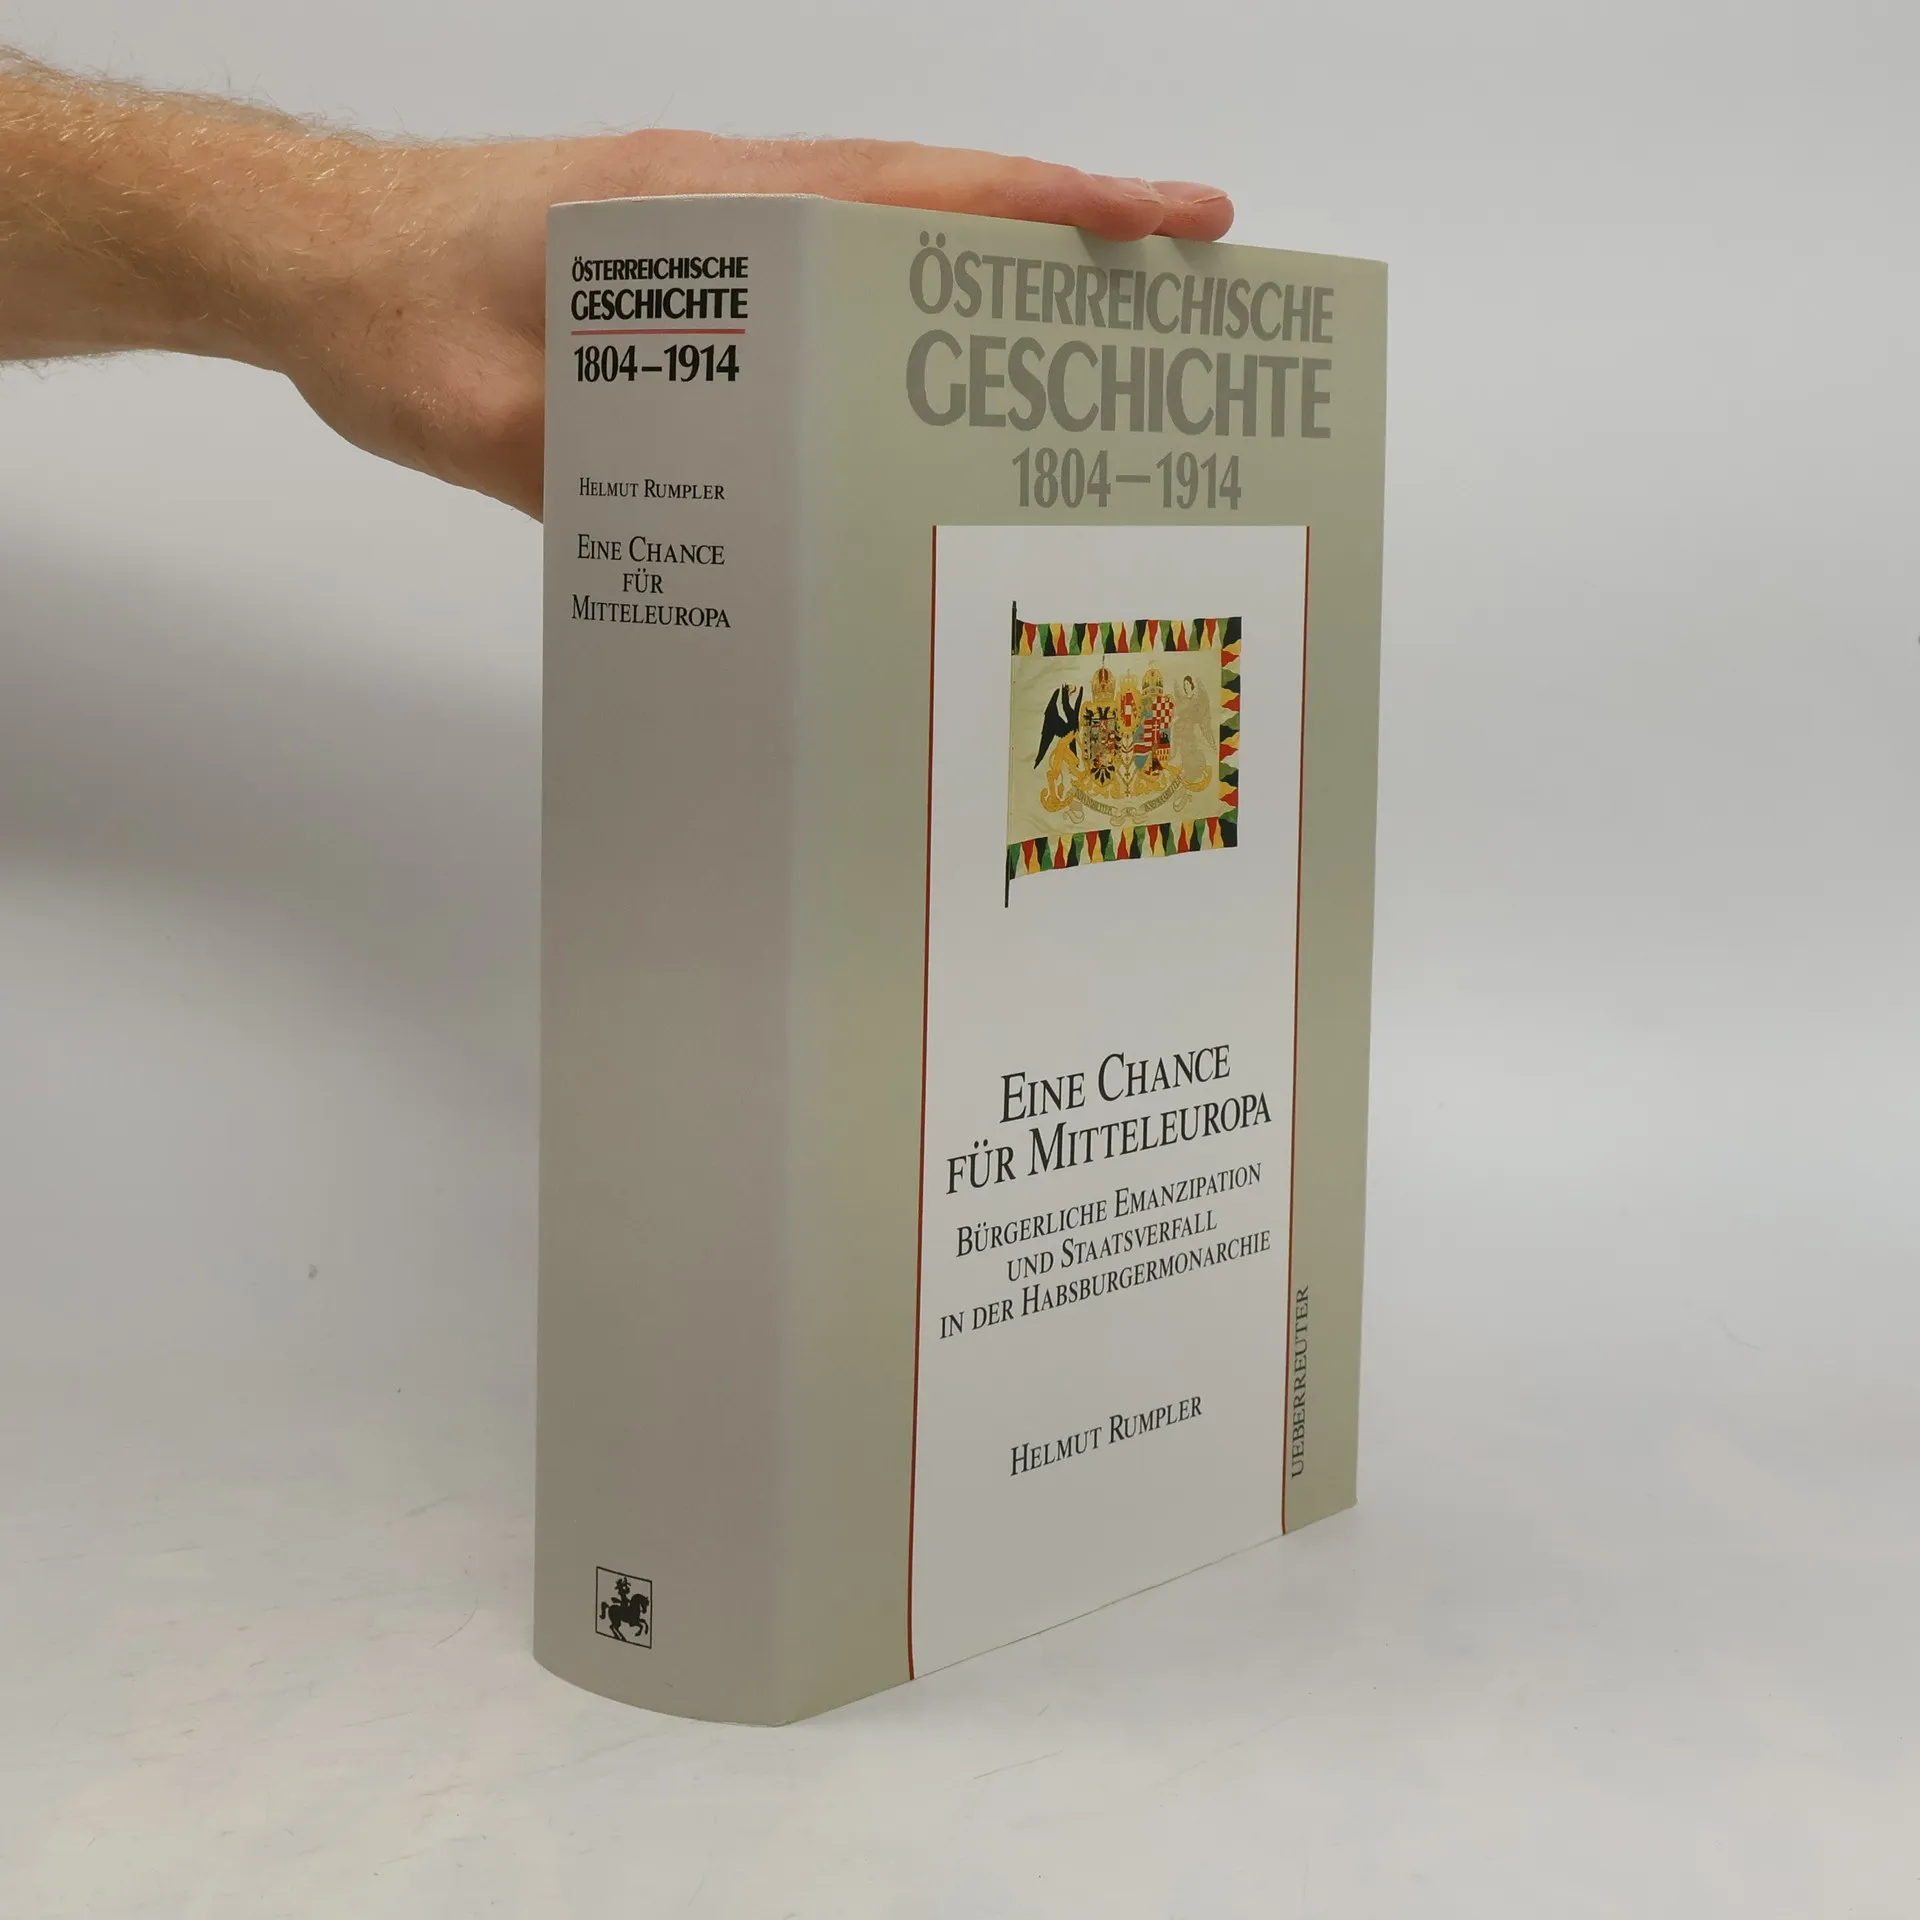 ÖSTERREICHISCHE
GESCHICHTE
1804–1914
HELMUT RUMPLER
EINE CHANCE
FÜR
MITTELEUROPA
ÖSTERREICHISCHE
GESCHICHTE
1804–1914
EINE CHANCE
FÜR MITTELEUROPA
BÜRGERLICHE EMANZIPATION
UND STAATSVERFALL
IN DER HABSBURGERMONARCHIE
HELMUT RUMPLER
UEBERREUTER